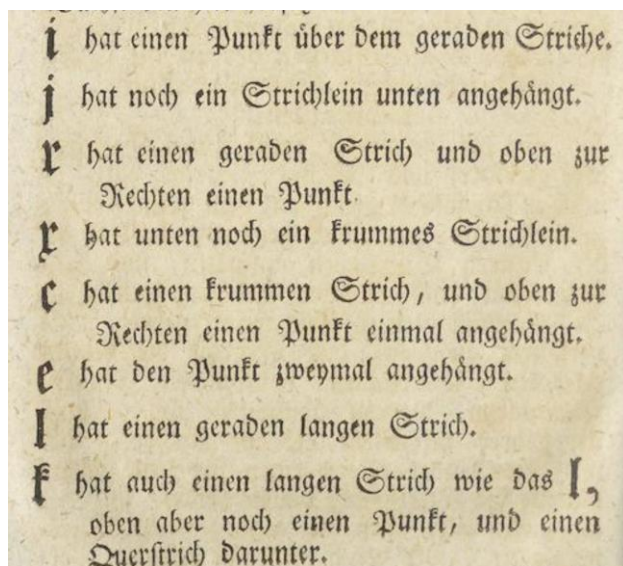 i hat einen Punkt über dem geraden Striche.
j hat noch ein Strichlein unten angehängt.
r hat einen geraden Strich und oben zur
Rechten einen Punkt.
x hat unten noch ein krummes Strichlein.
c hat einen krummen Strich, und oben zur
Rechten einen Punkt einmal angehängt.
e hat den Punkt zweymal angehängt.
l hat einen geraden langen Strich.
k hat auch einen langen Strich wie das l,
oben aber noch einen Punkt, und einen
Querstrich darunter.